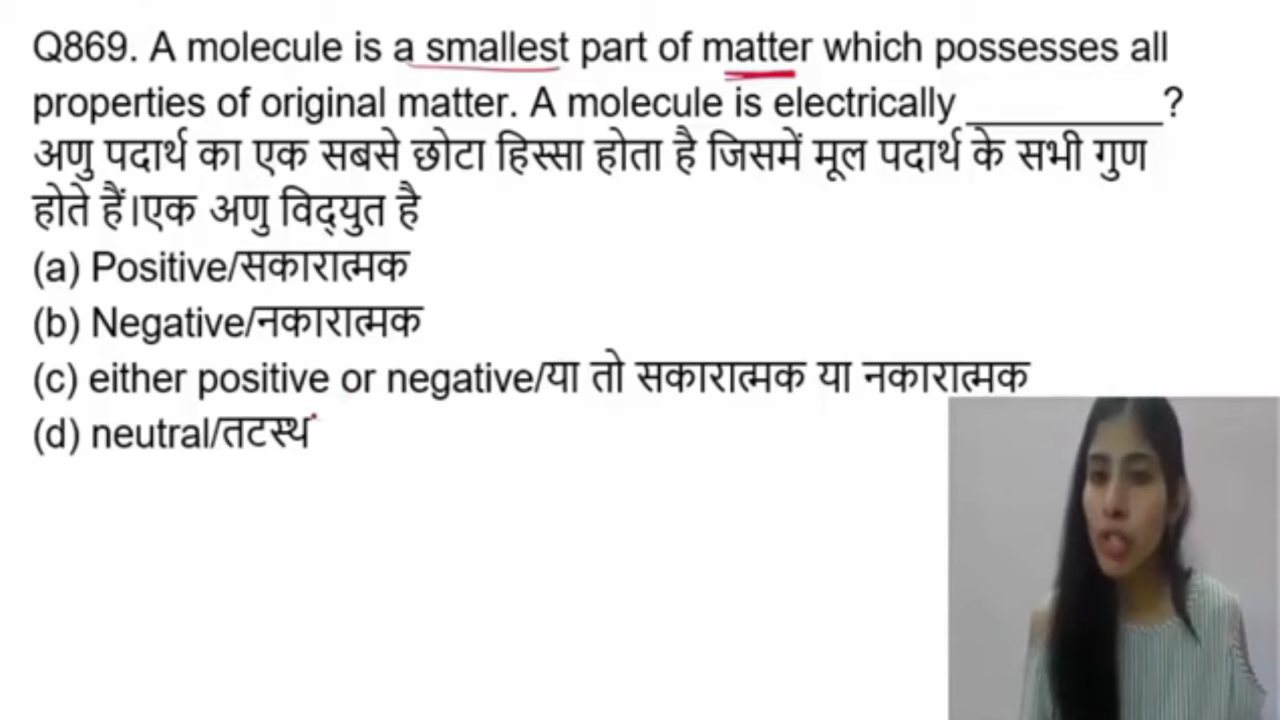 Q869. A molecule is a smallest part of matter which possesses all
properties of original matter. A molecule is electrically _________?
अणु पदार्थ का एक सबसे छोटा हिस्सा होता है जिसमें मूल पदार्थ के सभी गुण
होते हैं।एक अणु विद्युत है
(a) Positive/सकारात्मक
(b) Negative/नकारात्मक
(c) either positive or negative/या तो सकारात्मक या नकारात्मक
(d) neutral/तटस्थ